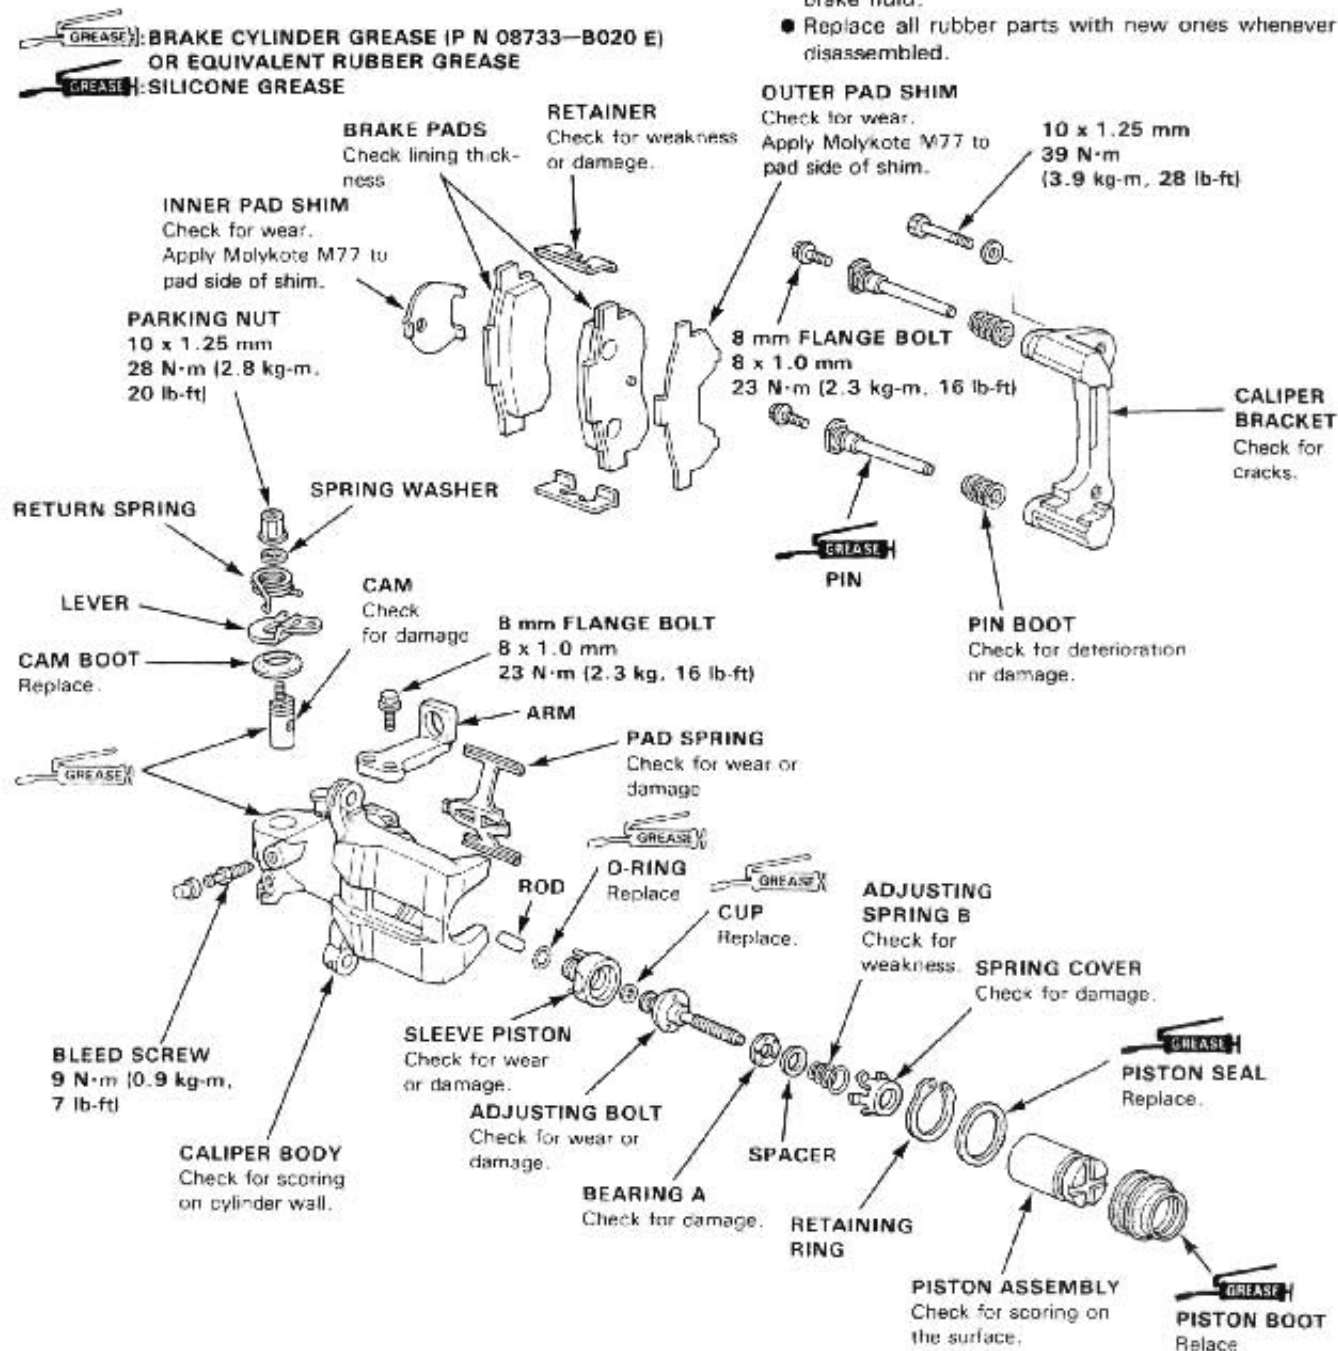 brake fluid.
● Replace all rubber parts with new ones whenever
disassembled.
GREASE : BRAKE CYLINDER GREASE (P N 08733—B020 E)
OR EQUIVALENT RUBBER GREASE
GREASE : SILICONE GREASE
OUTER PAD SHIM
Check for wear.
Apply Molykote M77 to
pad side of shim.
RETAINER
Check for weakness
or damage.
BRAKE PADS
Check lining thick-
ness
10 x 1.25 mm
39 N·m
(3.9 kg-m, 28 lb-ft)
INNER PAD SHIM
Check for wear.
Apply Molykote M77 to
pad side of shim.
PARKING NUT
10 x 1.25 mm
28 N·m (2.8 kg-m,
20 lb-ft)
8 mm FLANGE BOLT
8 x 1.0 mm
23 N·m (2.3 kg-m, 16 lb-ft)
CALIPER
BRACKET
Check for
cracks.
SPRING WASHER
RETURN SPRING
GREASE
PIN
CAM
Check
for damage
LEVER
8 mm FLANGE BOLT
8 x 1.0 mm
23 N·m (2.3 kg, 16 lb-ft)
PIN BOOT
Check for deterioration
or damage.
CAM BOOT
Replace.
ARM
PAD SPRING
Check for wear or
damage
GREASE
GREASE
O-RING
Replace
GREASE
CUP
Replace.
ROD
ADJUSTING
SPRING B
Check for
weakness.
SPRING COVER
Check for damage.
SLEEVE PISTON
Check for wear
or damage.
GREASE
PISTON SEAL
Replace.
BLEED SCREW
9 N·m (0.9 kg-m,
7 lb-ft)
ADJUSTING BOLT
Check for wear or
damage.
SPACER
CALIPER BODY
Check for scoring
on cylinder wall.
BEARING A
Check for damage.
RETAINING
RING
PISTON ASSEMBLY
Check for scoring on
the surface.
GREASE
PISTON BOOT
Relace